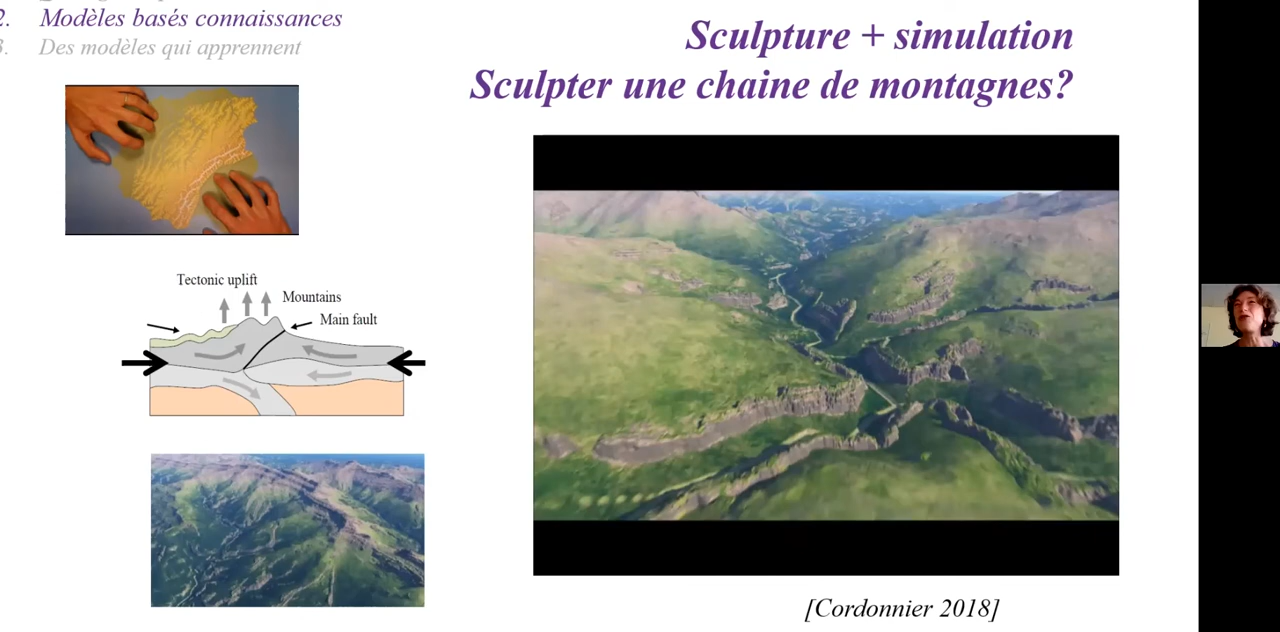 2. Modèles basés connaissances
3. Des modèles qui apprennent
Sculpture + simulation
Sculpter une chaine de montagnes?
Tectonic uplift
Mountains
Main fault
[Cordonnier 2018]